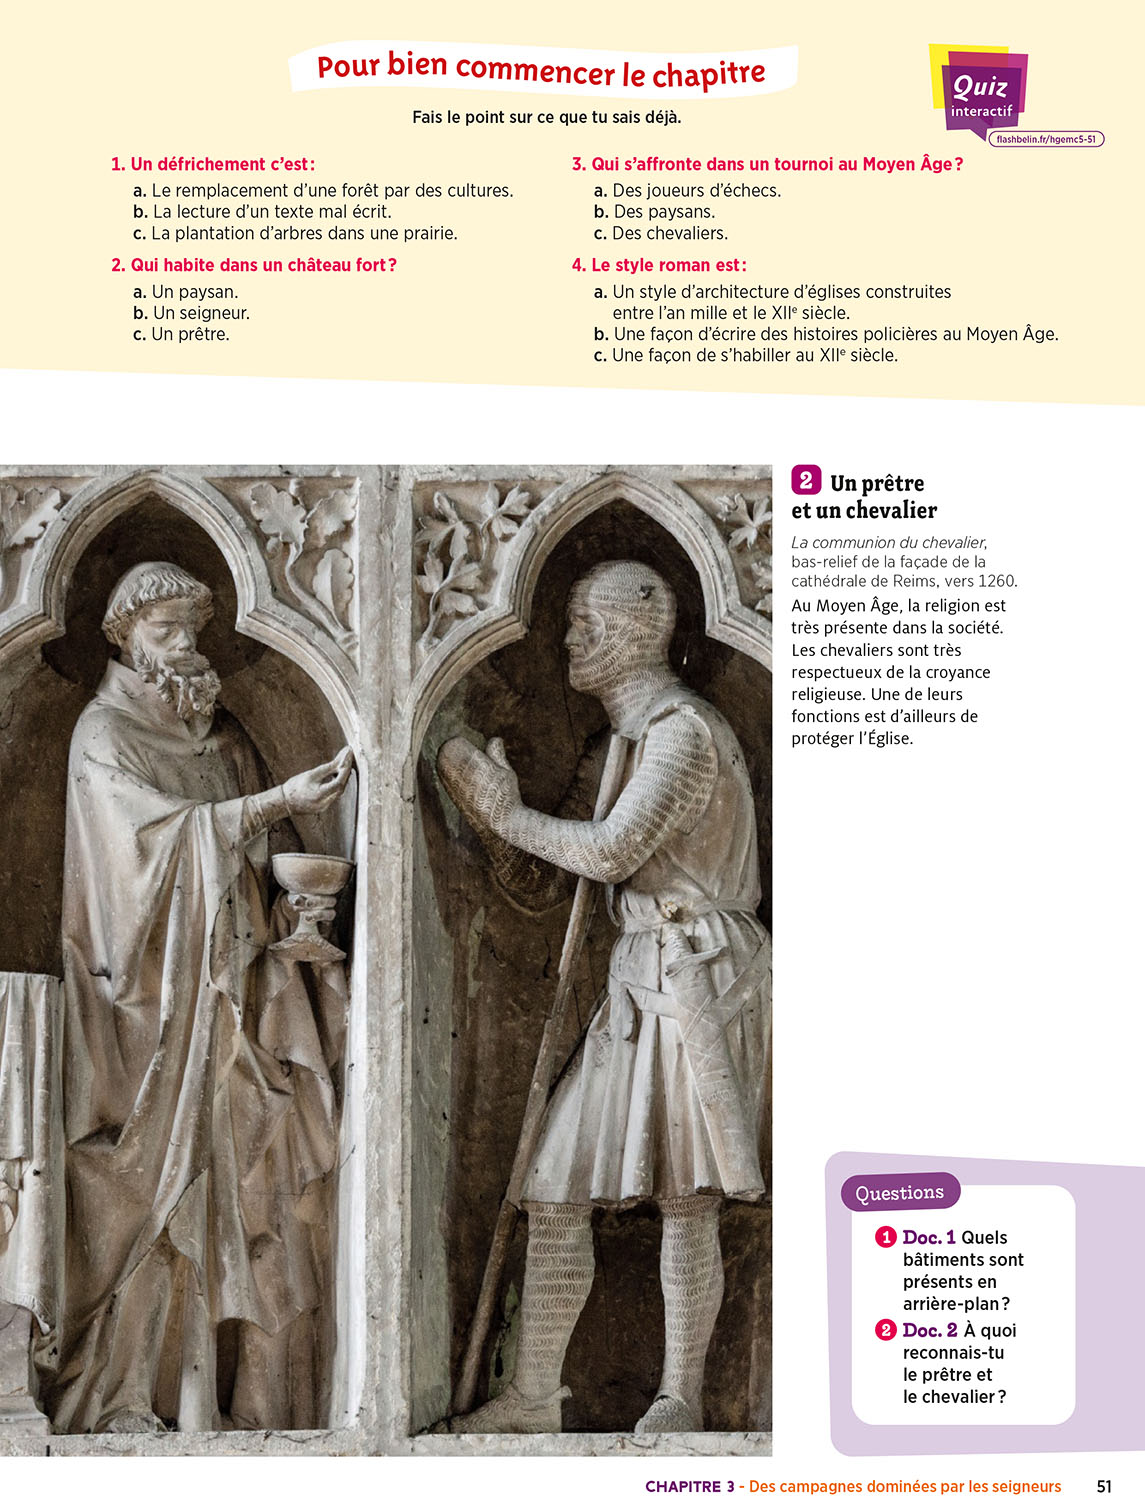 Pour bien commencer le chapitre
Fais le point sur ce que tu sais déjà.
Quiz
interactif
flashbelin.fr/hgemc5-51
1. Un défrichement c'est :
a. Le remplacement d'une forêt par des cultures.
b. La lecture d'un texte mal écrit.
c. La plantation d'arbres dans une prairie.
2. Qui habite dans un château fort ?
a. Un paysan.
b. Un seigneur.
c. Un prêtre.
3. Qui s'affronte dans un tournoi au Moyen Âge ?
a. Des joueurs d'échecs.
b. Des paysans.
c. Des chevaliers.
4. Le style roman est :
a. Un style d'architecture d'églises construites
entre l'an mille et le XIIe siècle.
b. Une façon d'écrire des histoires policières au Moyen Âge.
c. Une façon de s'habiller au XIIe siècle.
2 Un prêtre
et un chevalier
La communion du chevalier,
bas-relief de la façade de la
cathédrale de Reims, vers 1260.
Au Moyen Âge, la religion est
très présente dans la société.
Les chevaliers sont très
respectueux de la croyance
religieuse. Une de leurs
fonctions est d'ailleurs de
protéger l'Église.
Questions
1 Doc. 1 Quels
bâtiments sont
présents en
arrière-plan ?
2 Doc. 2 À quoi
reconnais-tu
le prêtre et
le chevalier ?
CHAPITRE 3 - Des campagnes dominées par les seigneurs 51